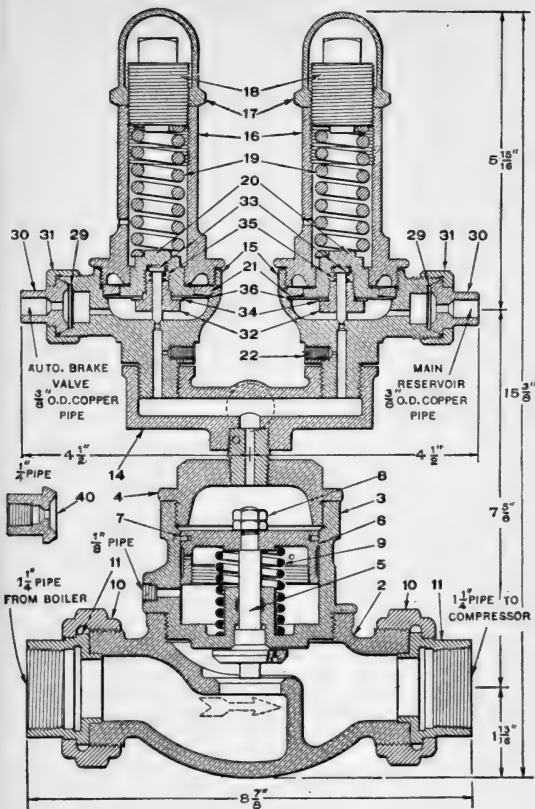 18
17
16
19
20
33
35
15
21
36
34
32
22
5 15/16"
15 3/8"
7 5/8"
1 13/16"
30 31 29
29 31 30
AUTO. BRAKE
VALVE
3/8" O.D. COPPER
PIPE
MAIN
RESERVOIR
3/8" O.D. COPPER
PIPE
4 1/2"
4 1/2"
14
1/4" PIPE
40
4
7
8
3
6
9
5
2
1/8" PIPE
1 1/4" PIPE
FROM BOILER
11
10
10
11
1 1/4" PIPE TO
COMPRESSOR
8 7/8"